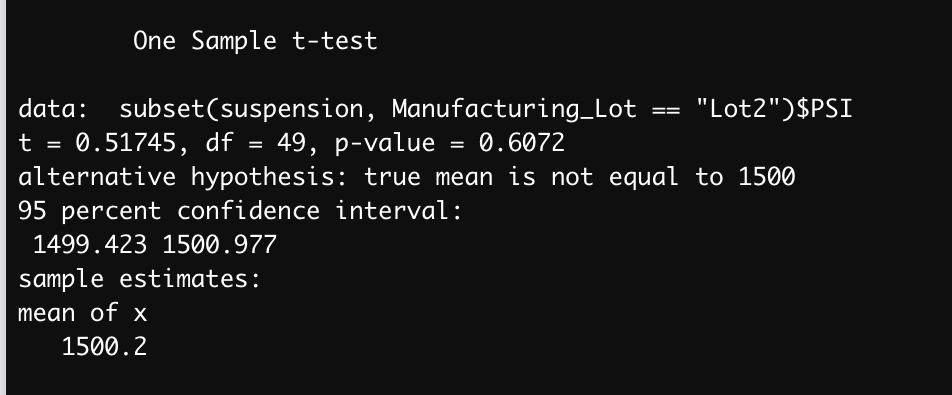 One Sample t-test
data:  subset(suspension, Manufacturing_Lot == "Lot2")$PSI
t = 0.51745, df = 49, p-value = 0.6072
alternative hypothesis: true mean is not equal to 1500
95 percent confidence interval:
 1499.423 1500.977
sample estimates:
mean of x
   1500.2